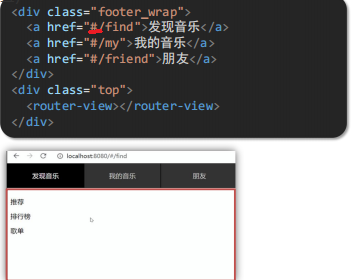 <div class="footer_wrap">
<a href="#/find">发现音乐</a>
<a href="#/my">我的音乐</a>
<a href="#/friend">朋友</a>
</div>
<div class="top">
<router-view></router-view>
</div>
localhost:8080/#/find
发现音乐 我的音乐 朋友
推荐
排行榜
歌单